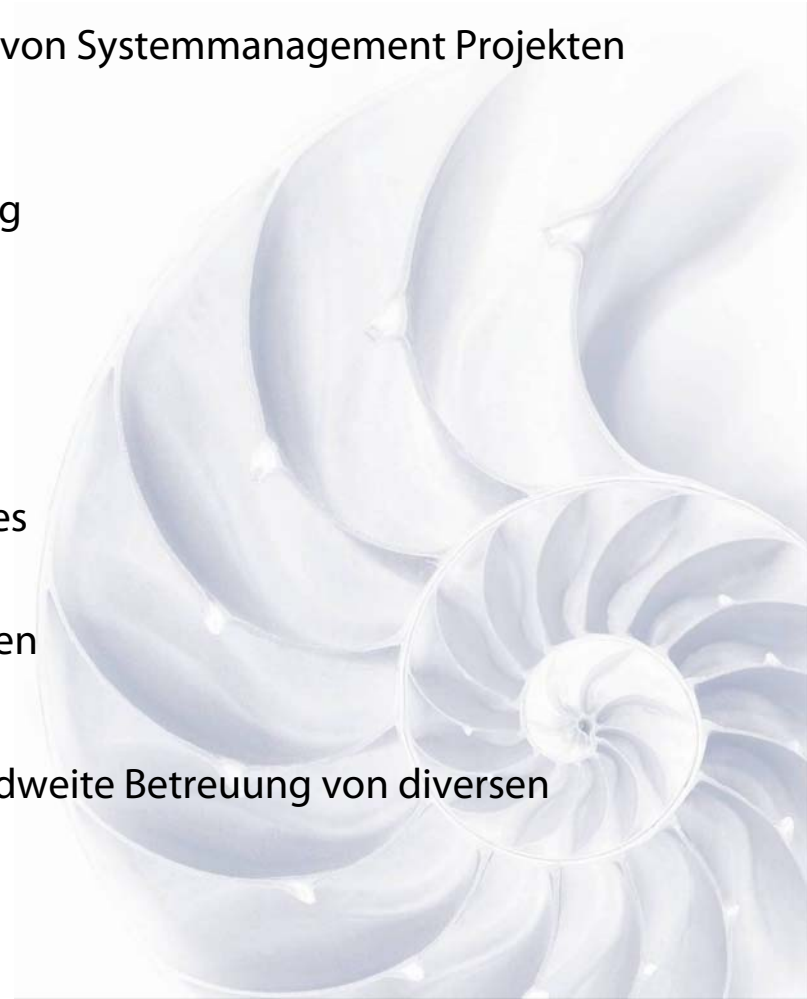 von Systemmanagement Projekten
g
es
en
dweite Betreuung von diversen